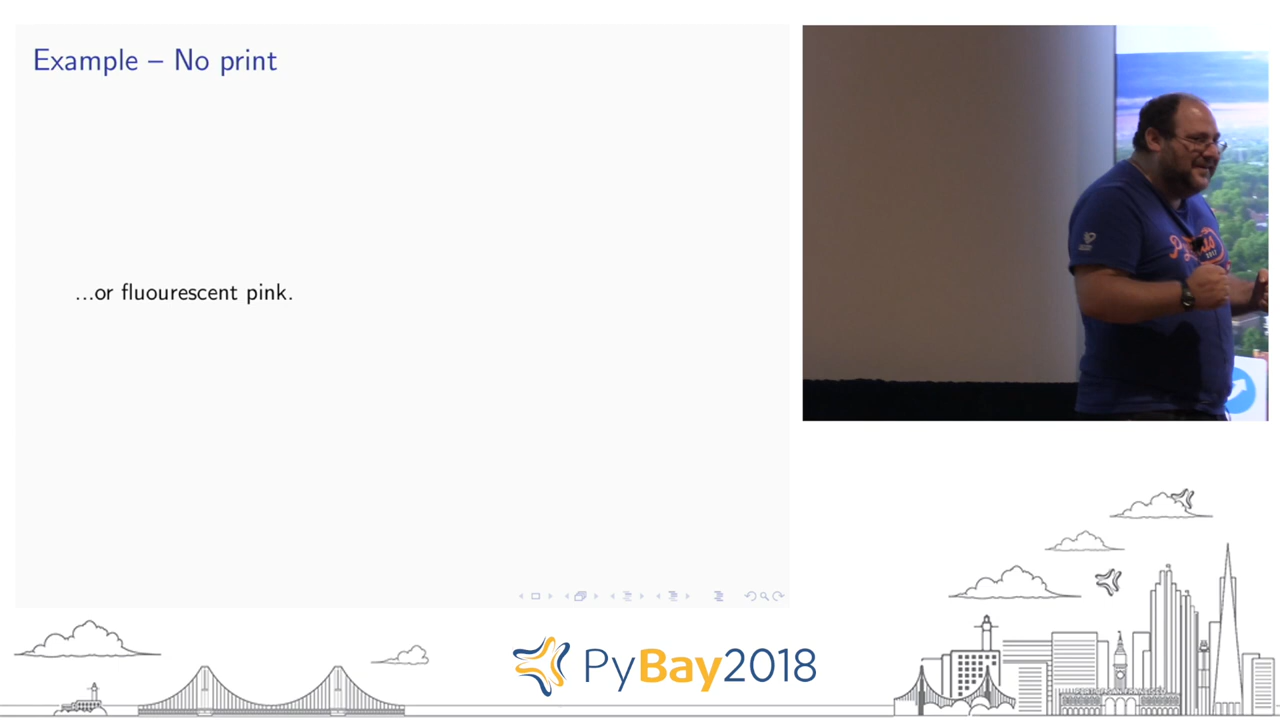 Example – No print
...or fluourescent pink.
PyBay2018